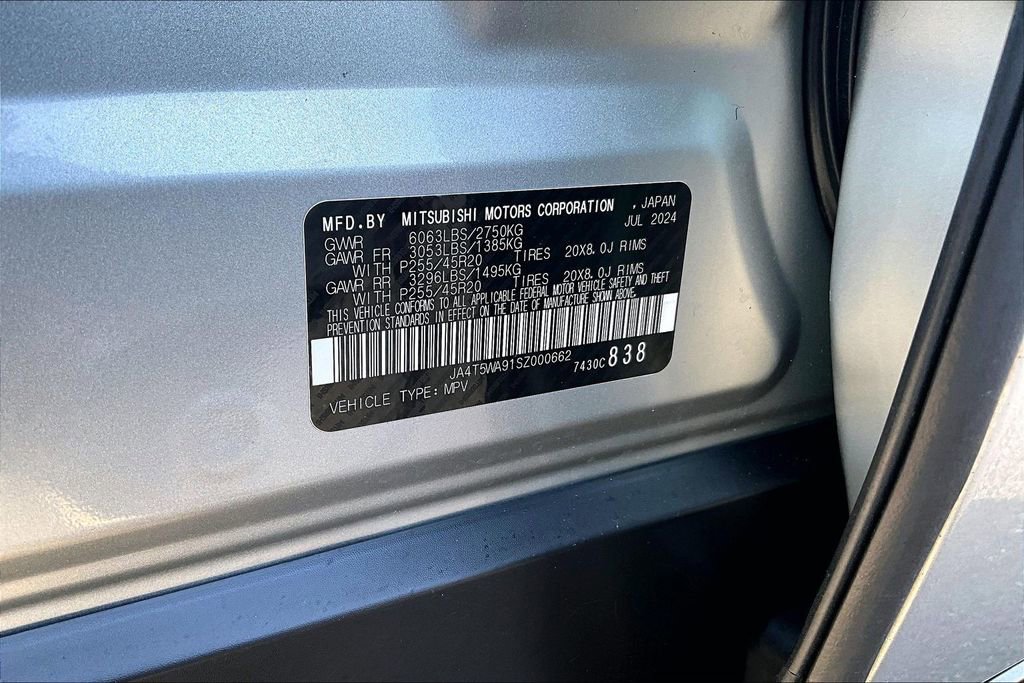 MFD.BY MITSUBISHI MOTORS CORPORATION , JAPAN
JUL 2024
GVWR 6063LBS/2750KG
GAWR FR 3053LBS/1385KG
WITH P255/45R20 TIRES 20X8.0J RIMS
GAWR RR 3296LBS/1495KG
WITH P255/45R20 TIRES 20X8.0J RIMS
THIS VEHICLE CONFORMS TO ALL APPLICABLE FEDERAL MOTOR VEHICLE SAFETY AND THEFT
PREVENTION STANDARDS IN EFFECT ON THE DATE OF MANUFACTURE SHOWN ABOVE.
JA4T5WA91SZ000662 7430C 838
VEHICLE TYPE: MPV